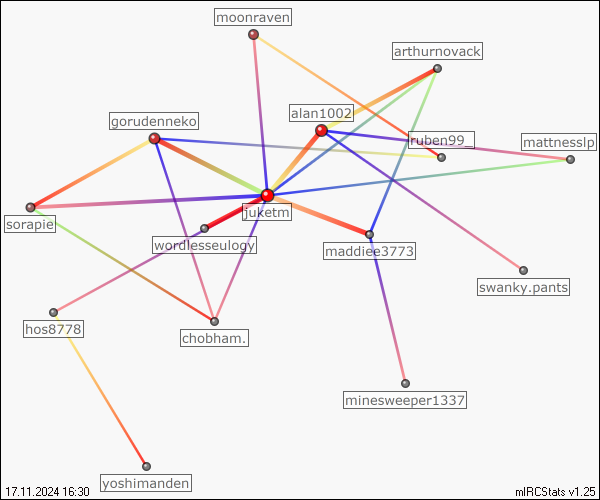 moonraven
arthurnovack
alan1002
gorudenneko
ruben99_
mattnesslp
juketm
sorapie
wordlesseulogy
maddiee3773
swanky.pants
hos8778
chobham.
minesweeper1337
yoshimanden
17.11.2024 16:30
mIRCStats v1.25